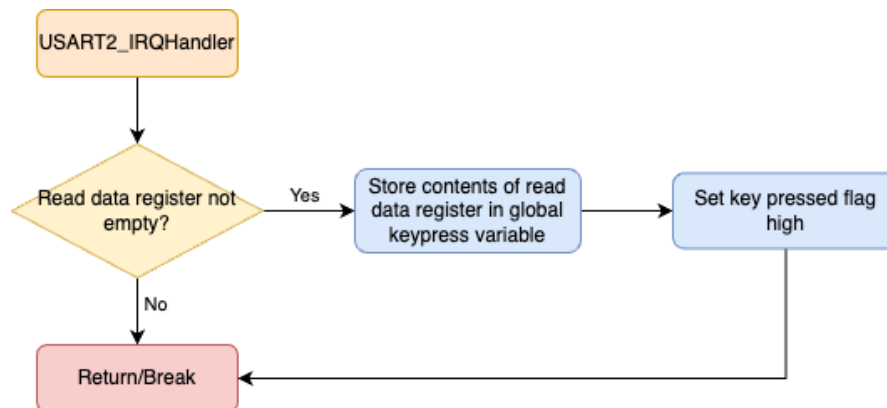 USART2_IRQHandler
Read data register not
empty?
Yes
Store contents of read
data register in global
keypress variable
Set key pressed flag
high
No
Return/Break